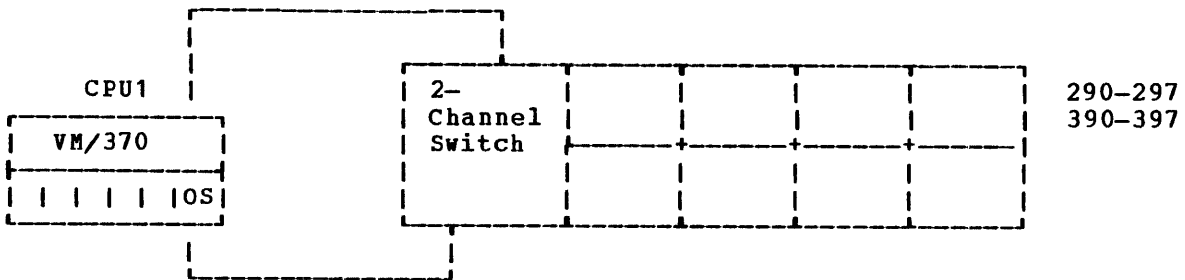 CPU1
VM/370
OS
2-
Channel
Switch
290-297
390-397